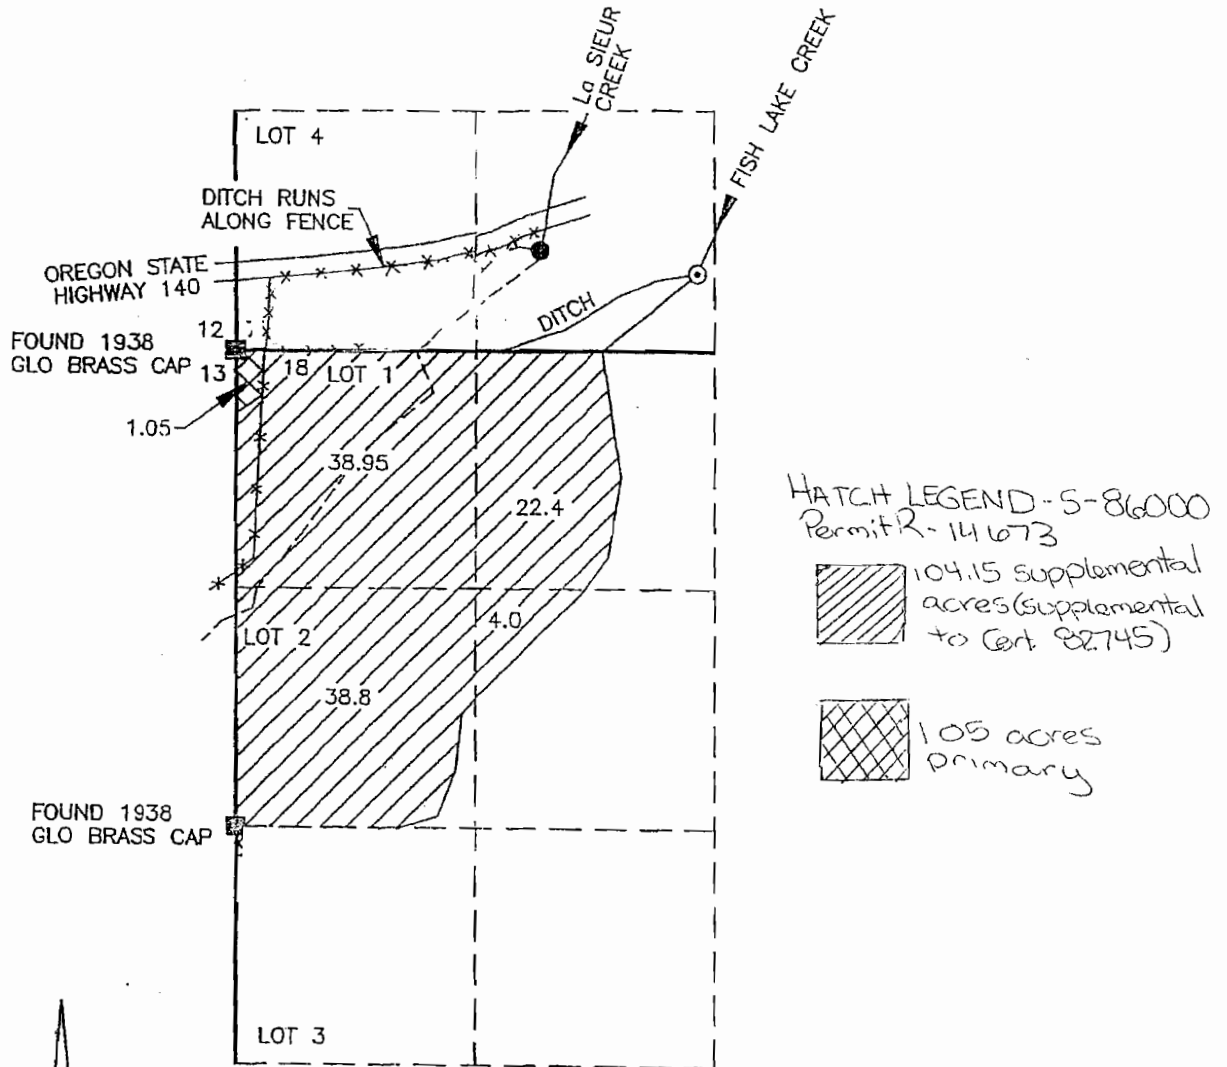 La SIEUR
CREEK
FISH LAKE CREEK
LOT 4
DITCH RUNS
ALONG FENCE
OREGON STATE
HIGHWAY 140
DITCH
12
FOUND 1938
GLO BRASS CAP
13
18
LOT 1
1.05
38.95
22.4
HATCH LEGEND - S-86000
Permit R-14673
104.15 supplemental
acres (supplemental
to Cert. 82745)
4.0
LOT 2
38.8
1.05 acres
primary
FOUND 1938
GLO BRASS CAP
LOT 3